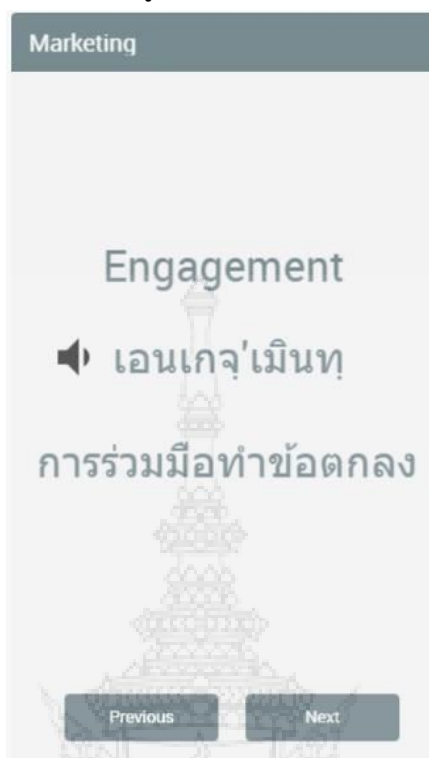 Marketing
Engagement
เอนเกจฺ'เมินทฺ
การร่วมมือทำข้อตกลง
Previous Next